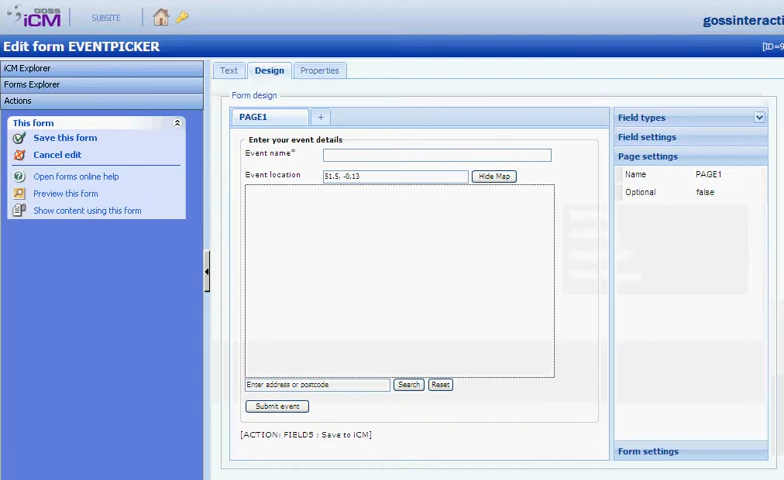 GOSS
iCM
SUBSITE
gossinteracti
Edit form EVENTPICKER
[ID=9
iCM Explorer
Forms Explorer
Actions
This form
Save this form
Cancel edit
Open forms online help
Preview this form
Show content using this form
Text
Design
Properties
Form design
PAGE1
+
Enter your event details
Event name*
Event location
51.5, -0.13
Hide Map
Enter address or postcode
Search
Reset
Submit event
[ACTION: FIELD5 : Save to iCM]
Field types
Field settings
Page settings
Name PAGE1
Optional false
Form settings